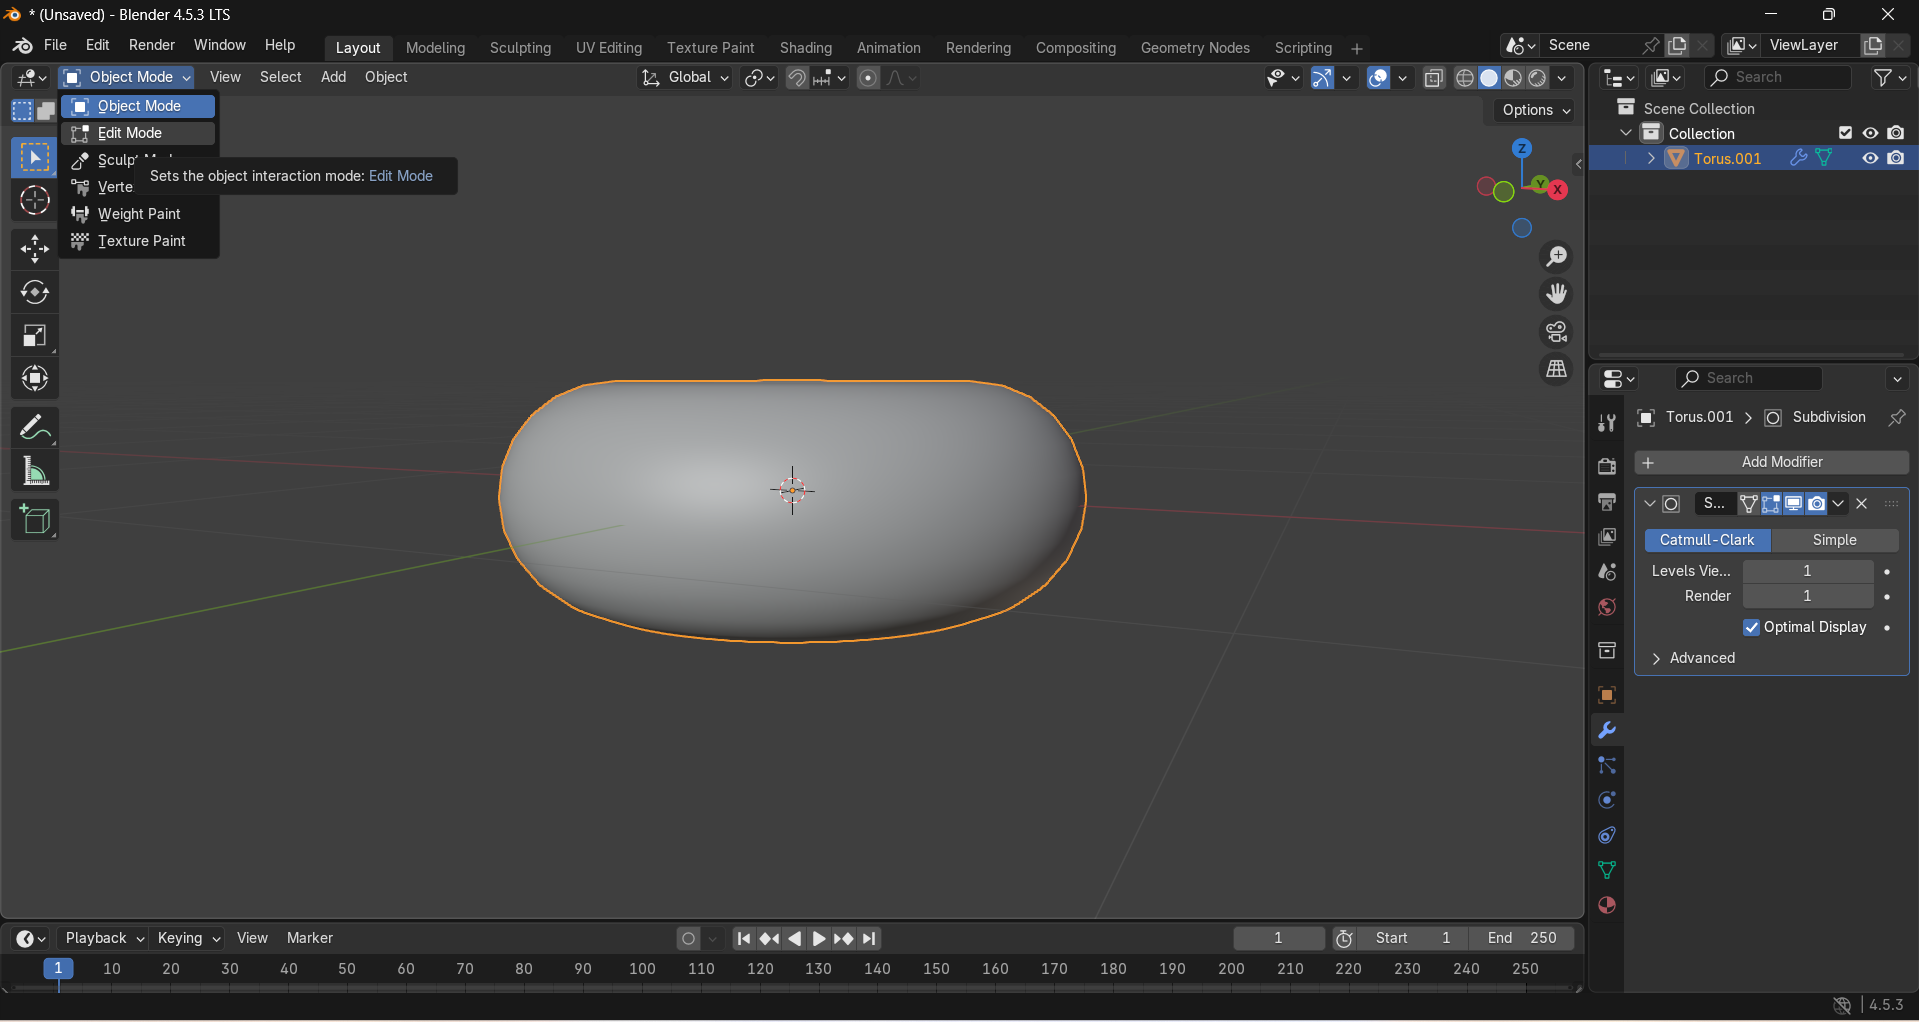 * (Unsaved) - Blender 4.5.3 LTS
File Edit Render Window Help
Layout Modeling Sculpting UV Editing Texture Paint Shading Animation Rendering Compositing Geometry Nodes Scripting +
Scene
ViewLayer
Object Mode View Select Add Object
Global
Search
Options
Object Mode
Edit Mode
Sculpt
Sets the object interaction mode: Edit Mode
Verte
Weight Paint
Texture Paint
Z
Y
X
Scene Collection
Collection
Torus.001
Search
Torus.001 > Subdivision
+ Add Modifier
S...
Catmull-Clark Simple
Levels Vie... 1
Render 1
Optimal Display
Advanced
Playback Keying View Marker
1
Start 1
End 250
1 10 20 30 40 50 60 70 80 90 100 110 120 130 140 150 160 170 180 190 200 210 220 230 240 250
4.5.3